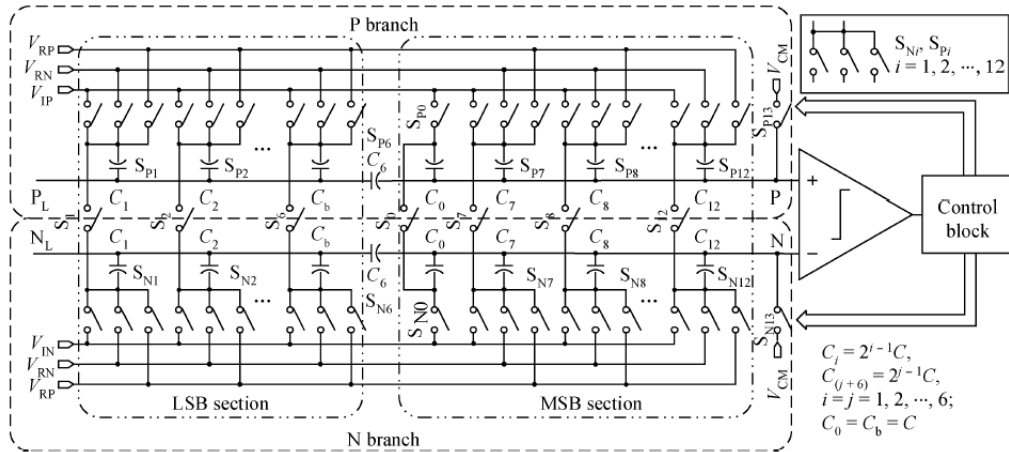 P branch
V_RP
V_RN
V_IP
S_P0
S_P6
S_P13
V_CM
S_Ni, S_Pi
i = 1, 2, ···, 12
S_P1 S_P2 ··· C_6 S_P7 S_P8 ··· S_P12
P_L C_1 C_2 C_b C_0 C_7 C_8 C_12 P +
S_1 S_2 S_6 S_0 S_7 S_8 S_12
N_L C_1 C_2 C_b C_6 C_0 C_7 C_8 C_12 N −
Control
block
S_N1 S_N2 ··· S_N6 S_N0 S_N7 S_N8 ··· S_N12 S_N13
V_IN
V_RN
V_RP
V_CM
LSB section
MSB section
N branch
C_i = 2^{i−1}C,
C_(j+6) = 2^{j−1}C,
i = j = 1, 2, ···, 6;
C_0 = C_b = C